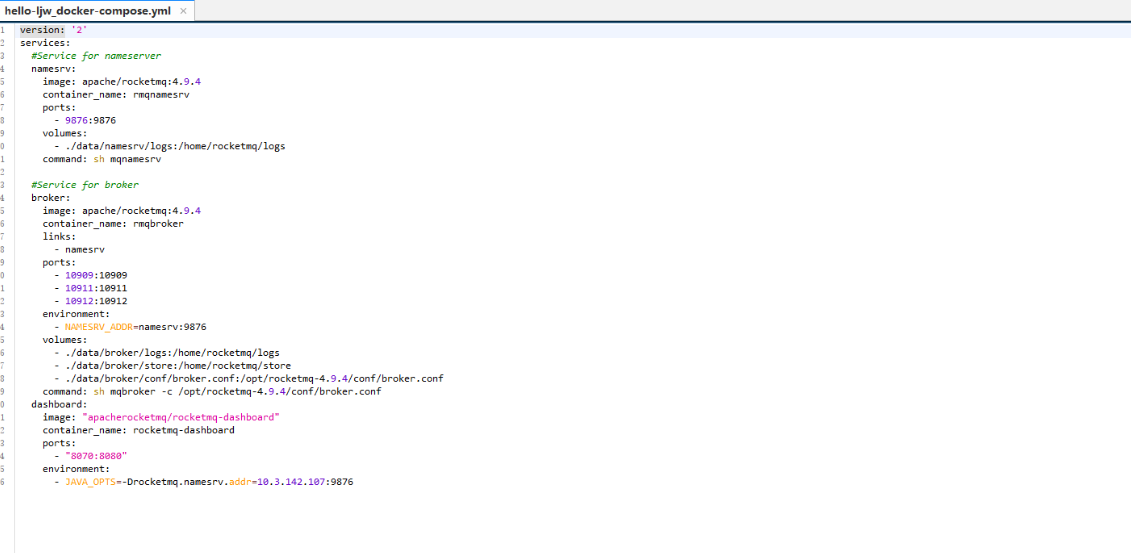 hello-ljw_docker-compose.yml ×
1 version: '2'
2 services:
3   #Service for nameserver
4   namesrv:
5     image: apache/rocketmq:4.9.4
6     container_name: rmqnamesrv
7     ports:
8       - 9876:9876
9     volumes:
0       - ./data/namesrv/logs:/home/rocketmq/logs
1     command: sh mqnamesrv
2
3   #Service for broker
4   broker:
5     image: apache/rocketmq:4.9.4
6     container_name: rmqbroker
7     links:
8       - namesrv
9     ports:
0       - 10909:10909
1       - 10911:10911
2       - 10912:10912
3     environment:
4       - NAMESRV_ADDR=namesrv:9876
5     volumes:
6       - ./data/broker/logs:/home/rocketmq/logs
7       - ./data/broker/store:/home/rocketmq/store
8       - ./data/broker/conf/broker.conf:/opt/rocketmq-4.9.4/conf/broker.conf
9     command: sh mqbroker -c /opt/rocketmq-4.9.4/conf/broker.conf
0   dashboard:
1     image: "apacherocketmq/rocketmq-dashboard"
2     container_name: rocketmq-dashboard
3     ports:
4       - "8070:8080"
5     environment:
6       - JAVA_OPTS=-Drocketmq.namesrv.addr=10.3.142.107:9876